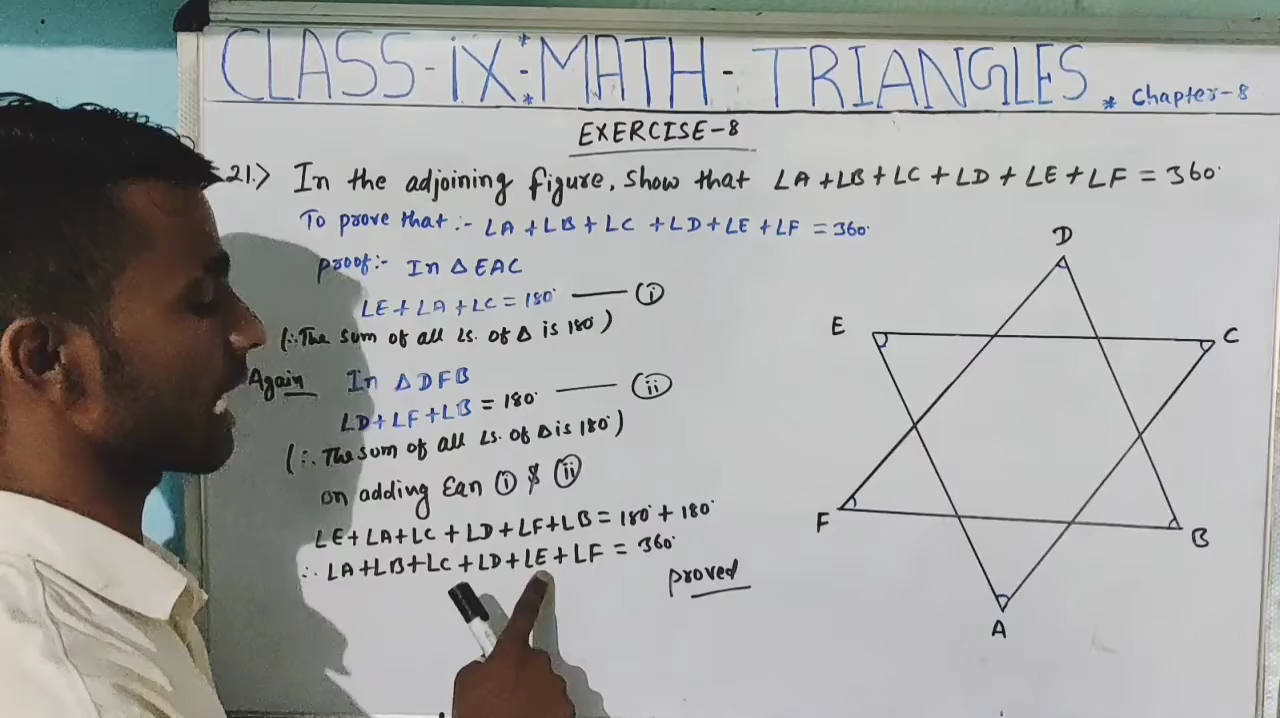 CLASS-IX:MATH-TRIANGLES * Chapter-8
EXERCISE-8
21.> In the adjoining figure, show that ∠A+∠B+∠C+∠D+∠E+∠F=360°
To prove that:- ∠A+∠B+∠C+∠D+∠E+∠F=360°
proof:- In △EAC
∠E+∠A+∠C=180° —— (i)
(∵The sum of all ∠s. of △ is 180°)
Again In △DFB
∠D+∠F+∠B=180° —— (ii)
(∴The sum of all ∠s. of △ is 180°)
on adding Eqn (i) & (ii)
∠E+∠A+∠C+∠D+∠F+∠B=180°+180°
∴ ∠A+∠B+∠C+∠D+∠E+∠F=360°
proved
D
E
C
F
B
A